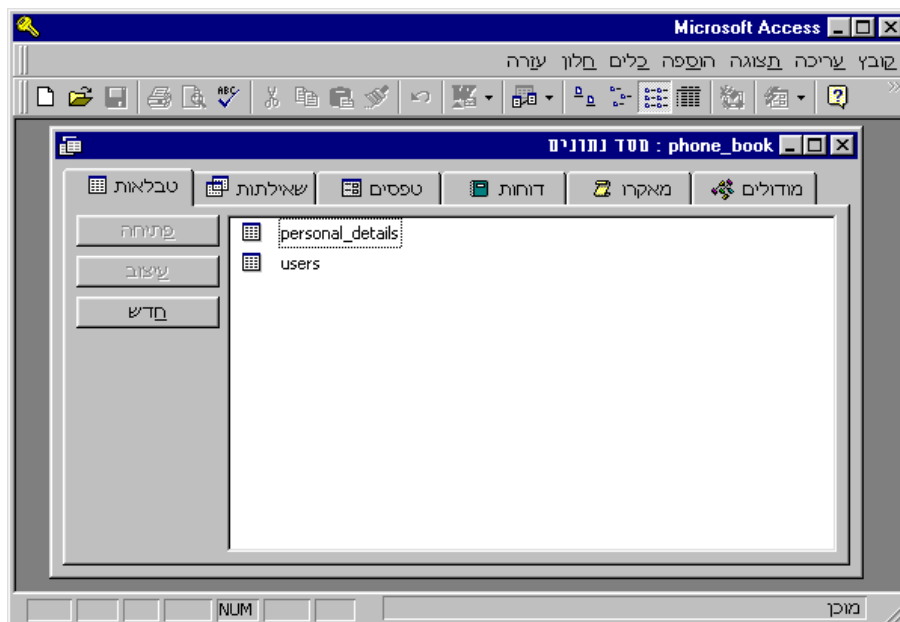 Microsoft Access
קובץ עריכה תצוגה הוספה כלים חלון עזרה
ABC
phone_book : מסד נתונים
טבלאות שאילתות טפסים דוחות מאקרו מודולים
פתיחה
עיצוב
חדש
personal_details
users
NUM
מוכן